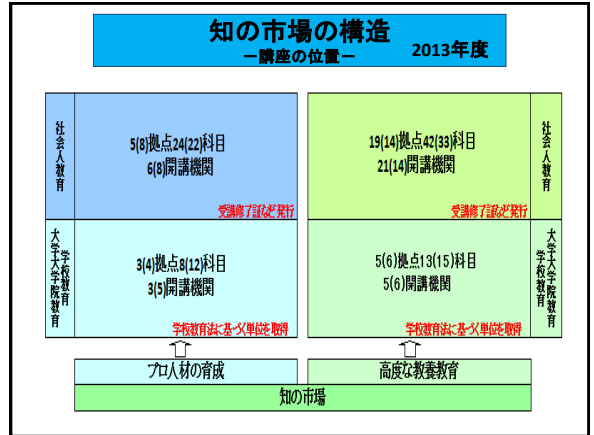 知の市場の構造
－講座の位置－ 2013年度
社会人教育
5(8)拠点24(22)科目
6(8)開講機関
受講修了証など発行
19(14)拠点42(33)科目
21(14)開講機関
受講修了証など発行
社会人教育
学校教育
大学大学院教育
3(4)拠点8(12)科目
3(5)開講機関
学校教育法に基づく単位を取得
5(6)拠点13(15)科目
5(6)開講機関
学校教育法に基づく単位を取得
学校教育
大学大学院教育
プロ人材の育成
高度な教養教育
知の市場